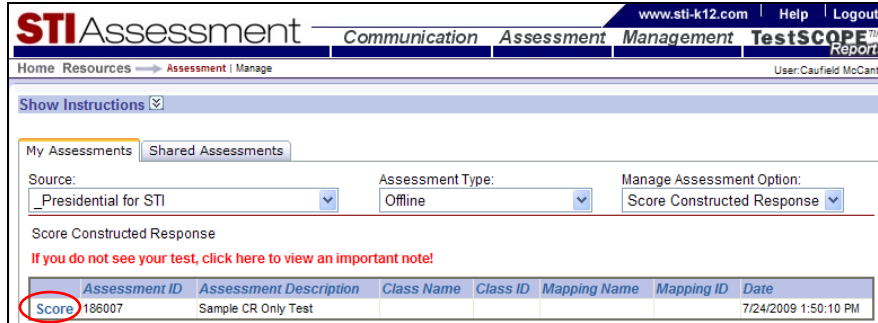 www.sti-k12.com | Help | Logout
STIAssessment
Communication Assessment Management TestSCOPE™
Report
Home Resources Assessment | Manage
User:Caufield McCant
Show Instructions
My Assessments Shared Assessments
Source: Assessment Type: Manage Assessment Option:
_Presidential for STI Offline Score Constructed Response
Score Constructed Response
If you do not see your test, click here to view an important note!
Assessment ID Assessment Description Class Name Class ID Mapping Name Mapping ID Date
Score 186007 Sample CR Only Test 7/24/2009 1:50:10 PM